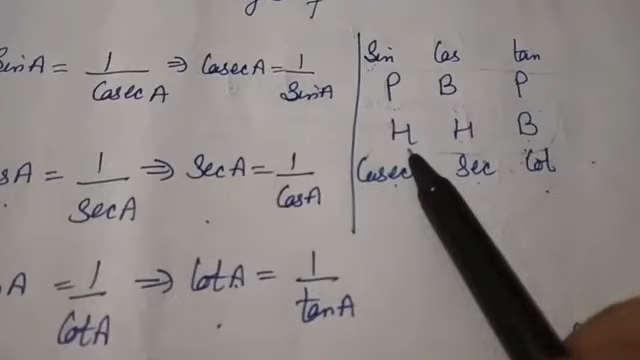 SinA = 1/CosecA ⇒ CosecA = 1/SinA
sA = 1/SecA ⇒ SecA = 1/CosA
A = 1/CotA ⇒ CotA = 1/tanA
Sin Cos tan
P B P
H H B
Cosec Sec Cot